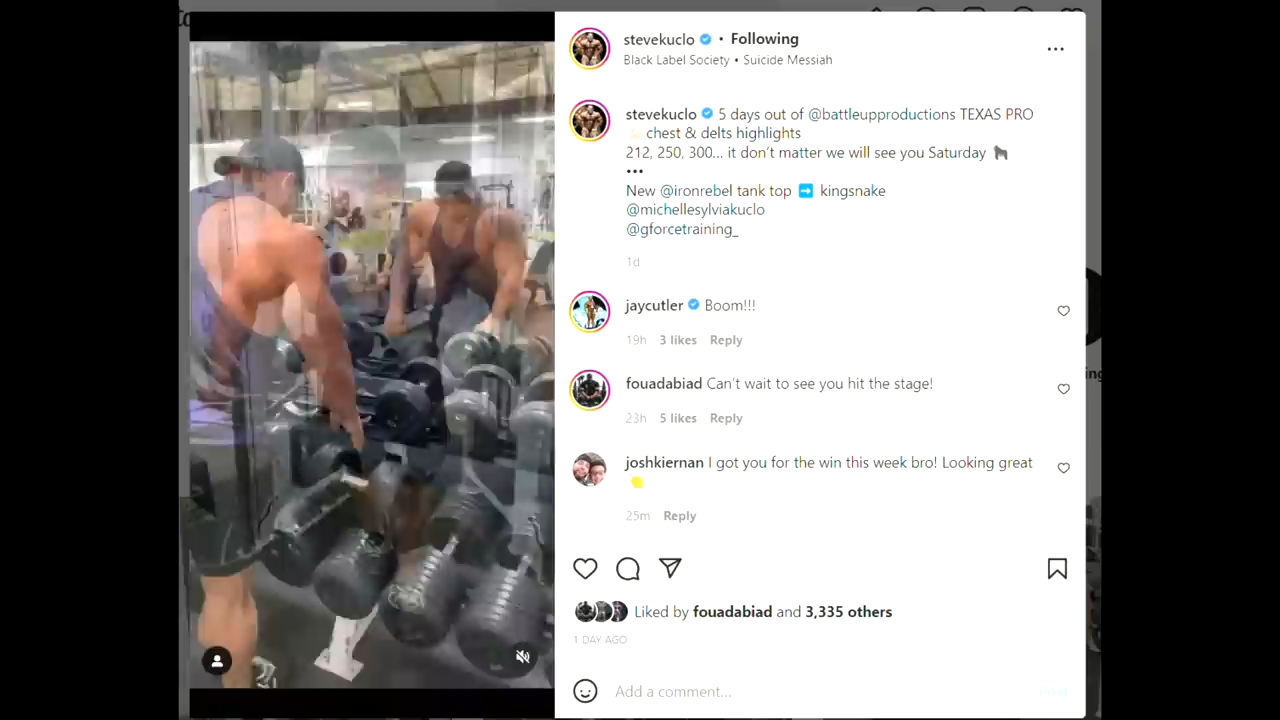 stevekuclo • Following
Black Label Society • Suicide Messiah
stevekuclo 5 days out of @battleupproductions TEXAS PRO
chest & delts highlights
212, 250, 300... it don't matter we will see you Saturday
•••
New @ironrebel tank top ➡️ kingsnake
@michellesylviakuclo
@gforcetraining_
1d
jaycutler Boom!!!
19h 3 likes Reply
fouadabiad Can't wait to see you hit the stage!
23h 5 likes Reply
joshkiernan I got you for the win this week bro! Looking great
25m Reply
Liked by fouadabiad and 3,335 others
1 DAY AGO
Add a comment...
Post